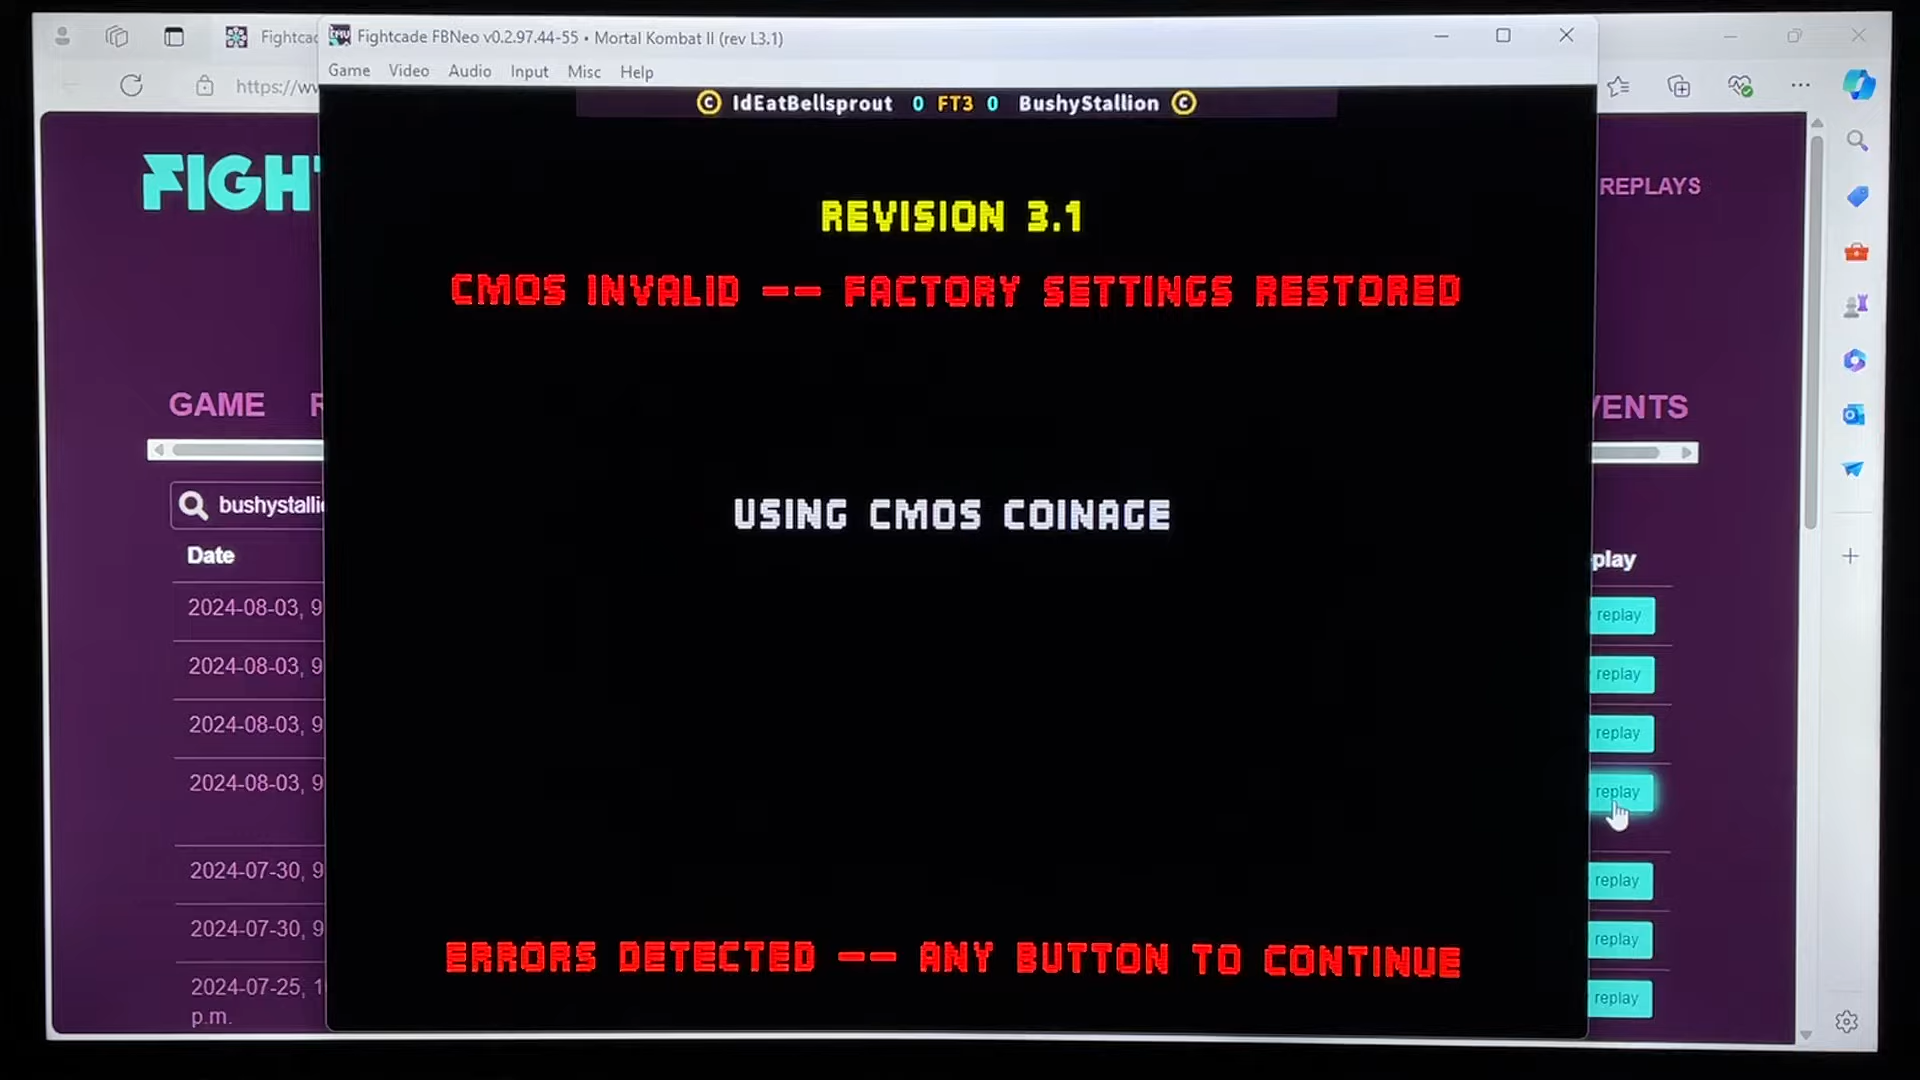 Fightcad
Fightcade FBNeo v0.2.97.44-55 • Mortal Kombat II (rev L3.1)
https://wv
Game Video Audio Input Misc Help
© IdEatBellsprout 0 FT3 0 BushyStallion ©
FIGHT
REPLAYS
REVISION 3.1
CMOS INVALID -- FACTORY SETTINGS RESTORED
GAME
VENTS
bushystalli
USING CMOS COINAGE
Date
play
2024-08-03, 9
replay
2024-08-03, 9
replay
2024-08-03, 9
replay
2024-08-03, 9
replay
2024-07-30, 9
replay
2024-07-30, 9
replay
ERRORS DETECTED -- ANY BUTTON TO CONTINUE
2024-07-25, 1
p.m.
replay